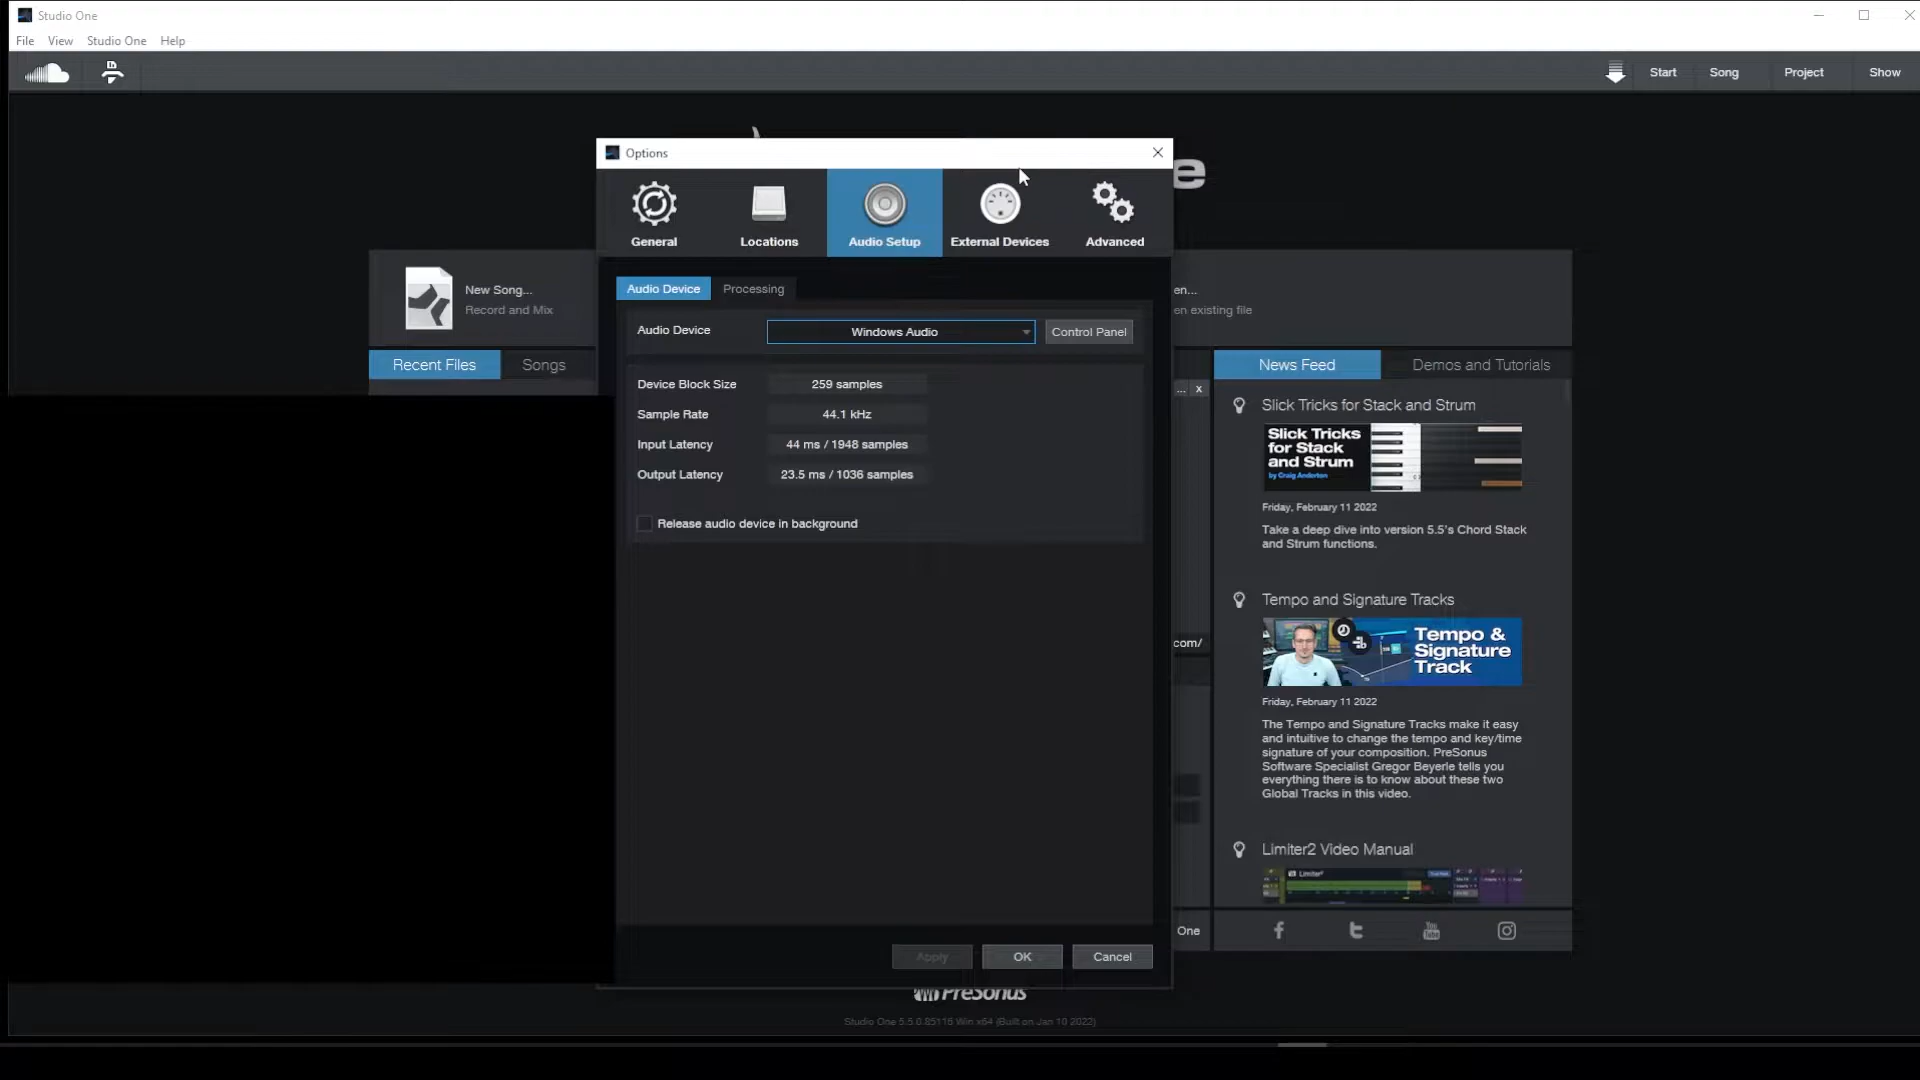 Studio One
File View Studio One Help
Start Song Project Show
Options
General Locations Audio Setup External Devices Advanced
e
New Song...
Record and Mix
en...
en existing file
Audio Device Processing
Audio Device Windows Audio Control Panel
Recent Files Songs
Device Block Size 259 samples
Sample Rate 44.1 kHz
Input Latency 44 ms / 1948 samples
Output Latency 23.5 ms / 1036 samples
Release audio device in background
... x
com/
One
News Feed Demos and Tutorials
Slick Tricks for Stack and Strum
Slick Tricks
for Stack
and Strum
by Craig Anderton
Friday, February 11 2022
Take a deep dive into version 5.5's Chord Stack
and Strum functions.
Tempo and Signature Tracks
Tempo &
Signature
Track
Friday, February 11 2022
The Tempo and Signature Tracks make it easy
and intuitive to change the tempo and key/time
signature of your composition. PreSonus
Software Specialist Gregor Beyerle tells you
everything there is to know about these two
Global Tracks in this video.
Limiter2 Video Manual
Limiter²
You
Tube
Apply OK Cancel
PreSonus
Studio One 5.5.0.85116 Win x64 (Built on Jan 10 2022)